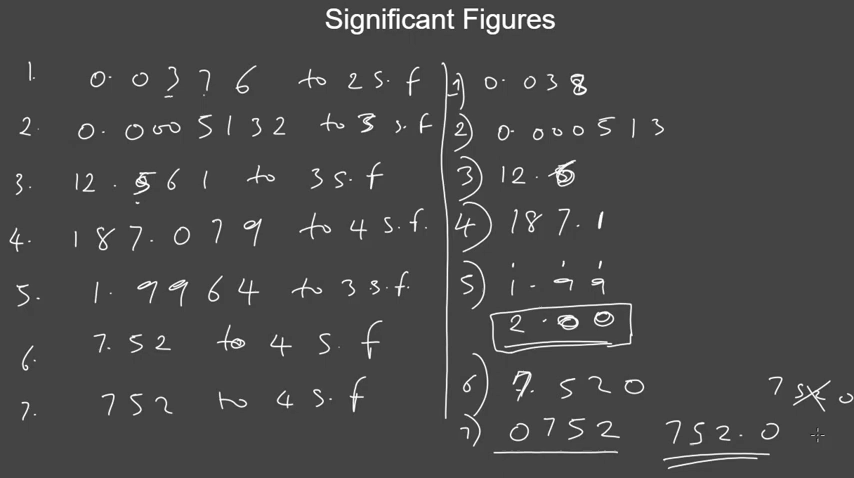 Significant Figures
1. 0.0376 to 2 s.f
2. 0.0005132 to 3 s.f
3. 12.561 to 3 s.f
4. 187.079 to 4 s.f.
5. 1.9964 to 3 s.f.
6. 7.52 to 4 s.f
7. 752 to 4 s.f
1) 0.038
2) 0.000513
3) 12.6
4) 187.1
5) 1.99
2.00
6) 7.520
7) 0752 752.0